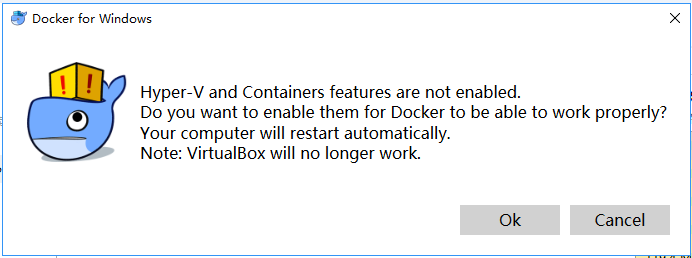 Docker for Windows
Hyper-V and Containers features are not enabled.
Do you want to enable them for Docker to be able to work properly?
Your computer will restart automatically.
Note: VirtualBox will no longer work.
Ok
Cancel